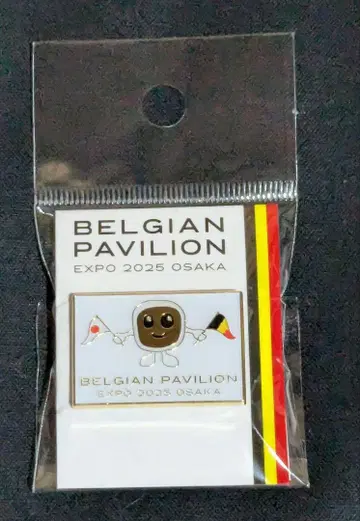 BELGIAN
PAVILION
EXPO 2025 OSAKA
BELGIAN PAVILION
EXPO 2025 OSAKA